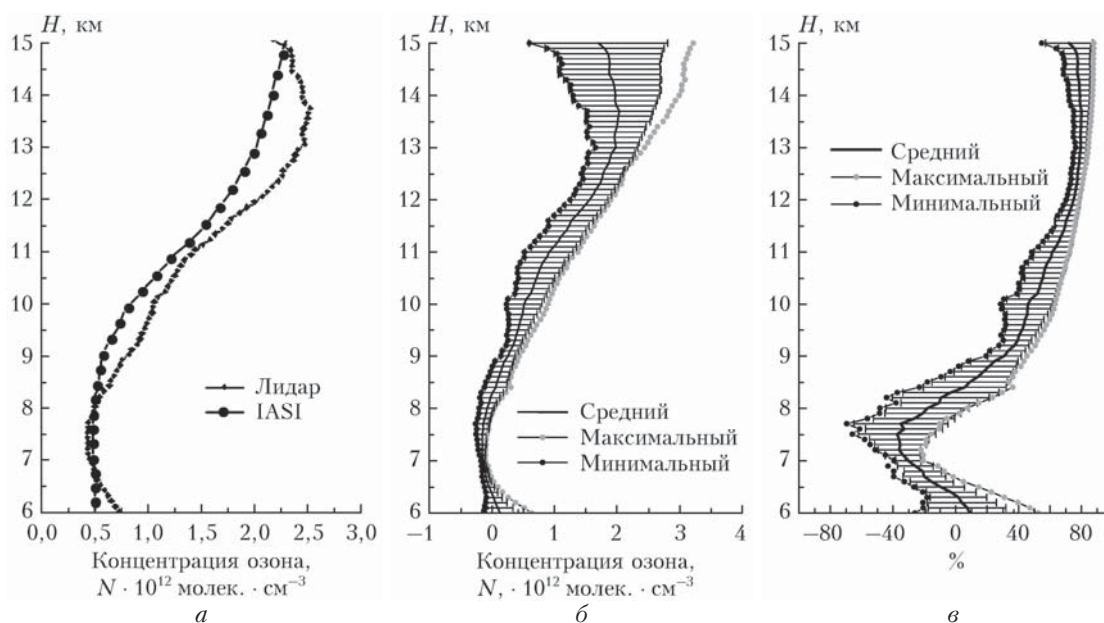 H, км
15
14
13
12
11
10
9
8
7
6
0,0 0,5 1,0 1,5 2,0 2,5 3,0
Лидар
IASI
Концентрация озона,
N · 10¹² молек. · см⁻³
а
H, км
15
14
13
12
11
10
9
8
7
6
−1 0 1 2 3 4
Средний
Максимальный
Минимальный
Концентрация озона,
N, · 10¹² молек. · см⁻³
б
H, км
15
14
13
12
11
10
9
8
7
6
−80 −40 0 40 80
Средний
Максимальный
Минимальный
%
в